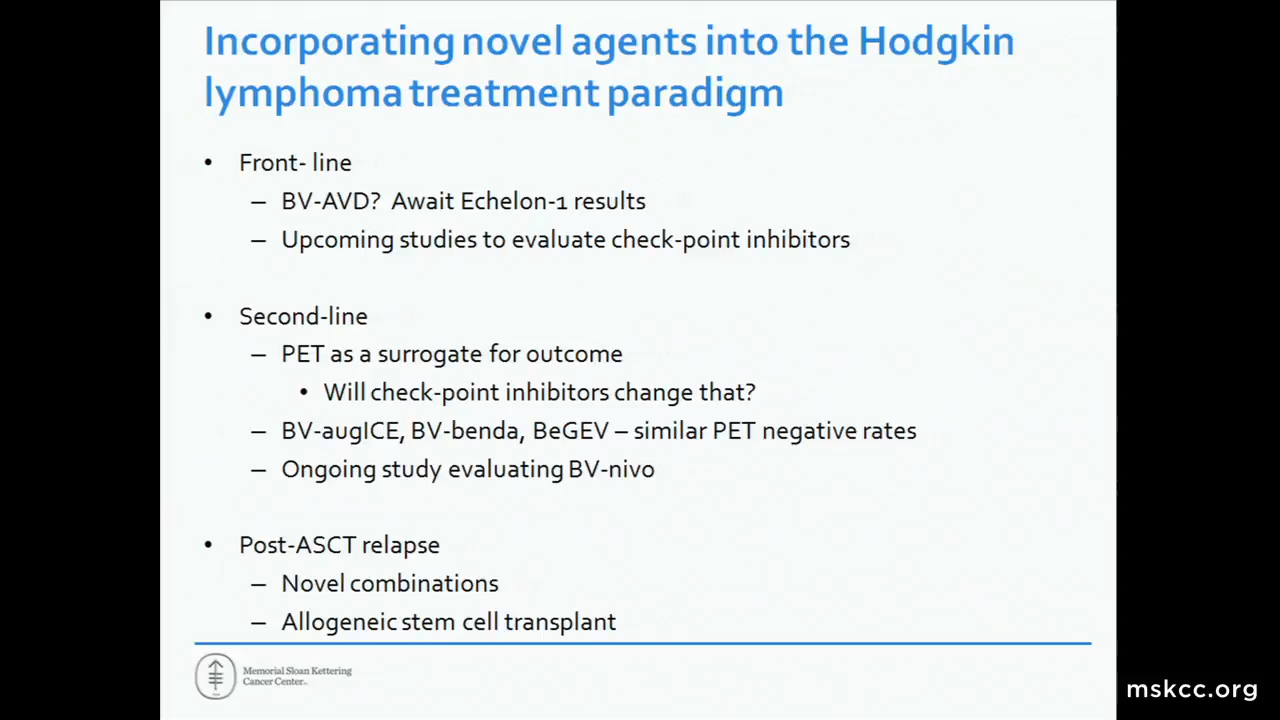 Incorporating novel agents into the Hodgkin
lymphoma treatment paradigm
• Front- line
– BV-AVD? Await Echelon-1 results
– Upcoming studies to evaluate check-point inhibitors
• Second-line
– PET as a surrogate for outcome
• Will check-point inhibitors change that?
– BV-augICE, BV-benda, BeGEV – similar PET negative rates
– Ongoing study evaluating BV-nivo
• Post-ASCT relapse
– Novel combinations
– Allogeneic stem cell transplant
Memorial Sloan Kettering
Cancer Center
mskcc.org